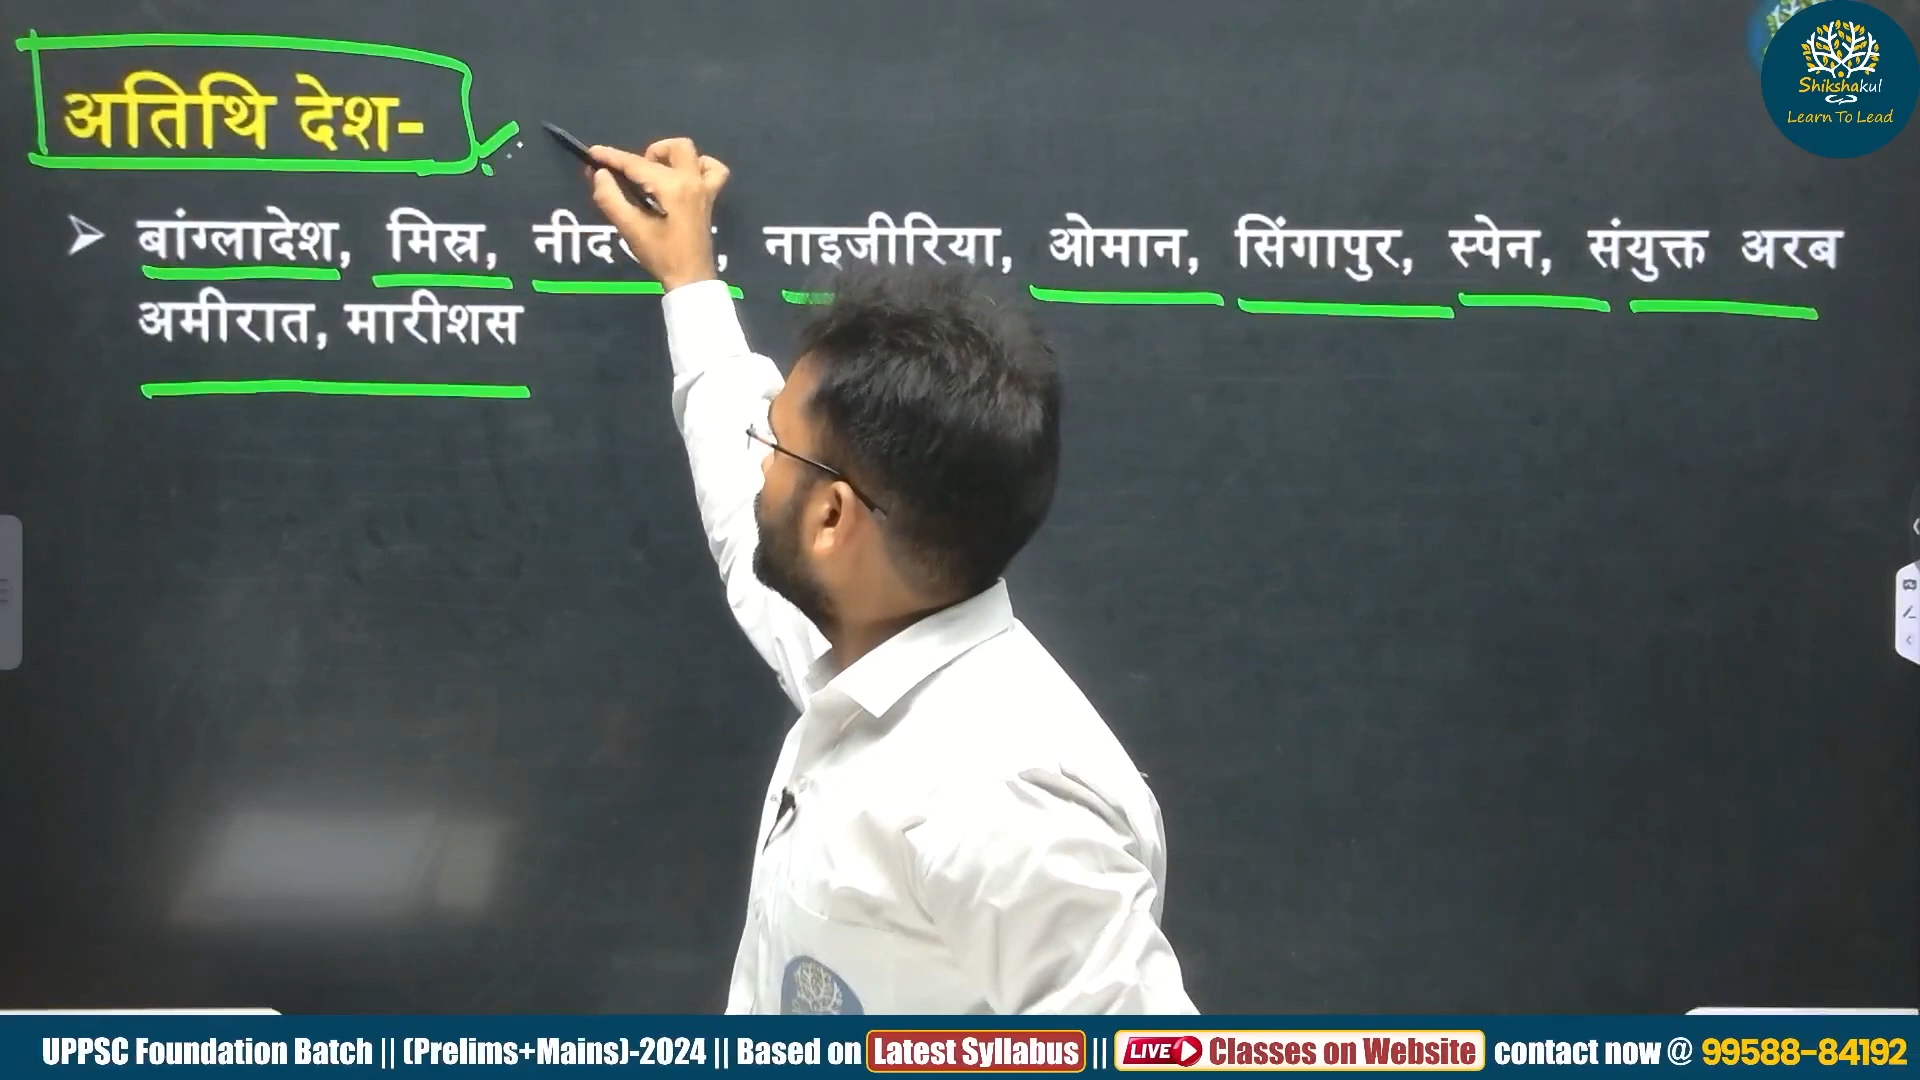 अतिथि देश-
Shikshakul
Learn To Lead
➢ बांग्लादेश, मिस्र, नाइजीरिया, ओमान, सिंगापुर, स्पेन, संयुक्त अरब
अमीरात, मारीशस
UPPSC Foundation Batch || (Prelims+Mains)-2024 || Based on Latest Syllabus || LIVE Classes on Website contact now @ 99588-84192